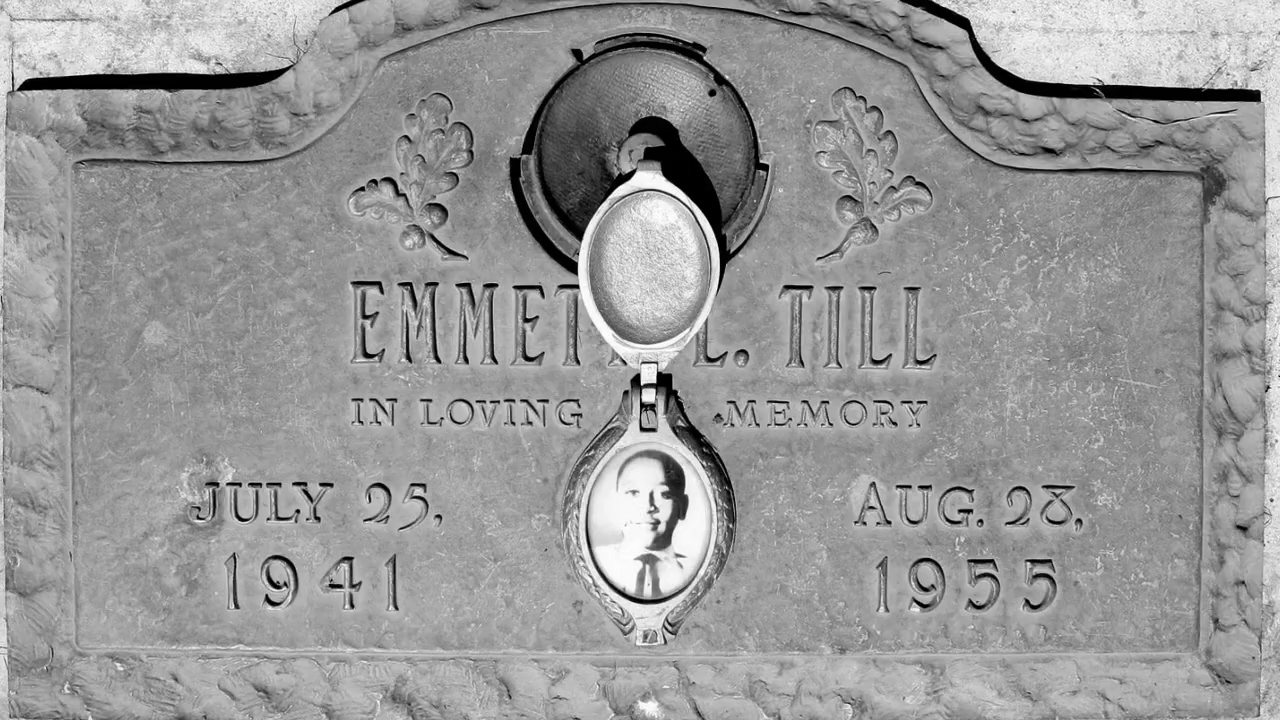 EMMETT L. TILL
IN LOVING MEMORY
JULY 25, AUG. 28,
1941 1955